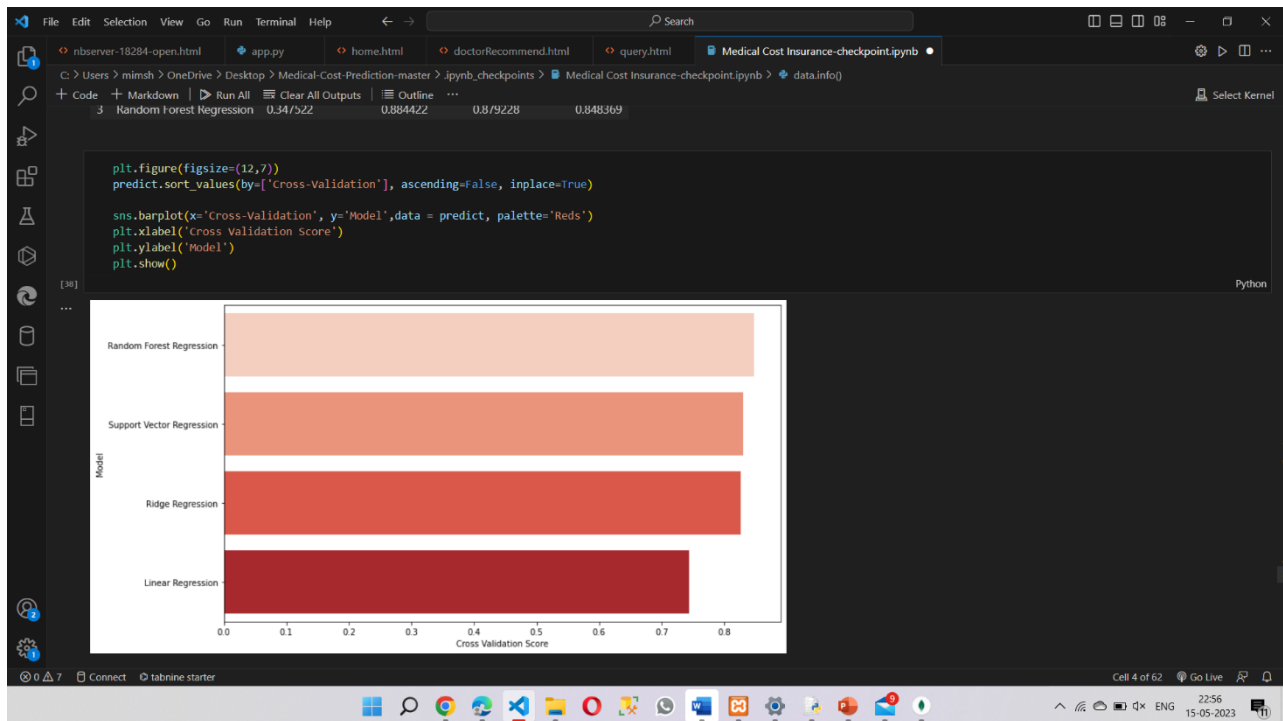 File Edit Selection View Go Run Terminal Help Search
nbserver-18284-open.html app.py home.html doctorRecommend.html query.html Medical Cost Insurance-checkpoint.ipynb
C: > Users > mimsh > OneDrive > Desktop > Medical-Cost-Prediction-master > .ipynb_checkpoints > Medical Cost Insurance-checkpoint.ipynb > data.info()
+ Code + Markdown Run All Clear All Outputs Outline ... Select Kernel
3 Random Forest Regression 0.347522 0.884422 0.879228 0.848369
plt.figure(figsize=(12,7))
predict.sort_values(by=['Cross-Validation'], ascending=False, inplace=True)
sns.barplot(x='Cross-Validation', y='Model',data = predict, palette='Reds')
plt.xlabel('Cross Validation Score')
plt.ylabel('Model')
plt.show()
[38] Python
...
Random Forest Regression
Support Vector Regression
Model
Ridge Regression
Linear Regression
0.0 0.1 0.2 0.3 0.4 0.5 0.6 0.7 0.8
Cross Validation Score
1
2
1
0 7 Connect tabnine starter Cell 4 of 62 Go Live
9 ENG 22:56
15-05-2023 11